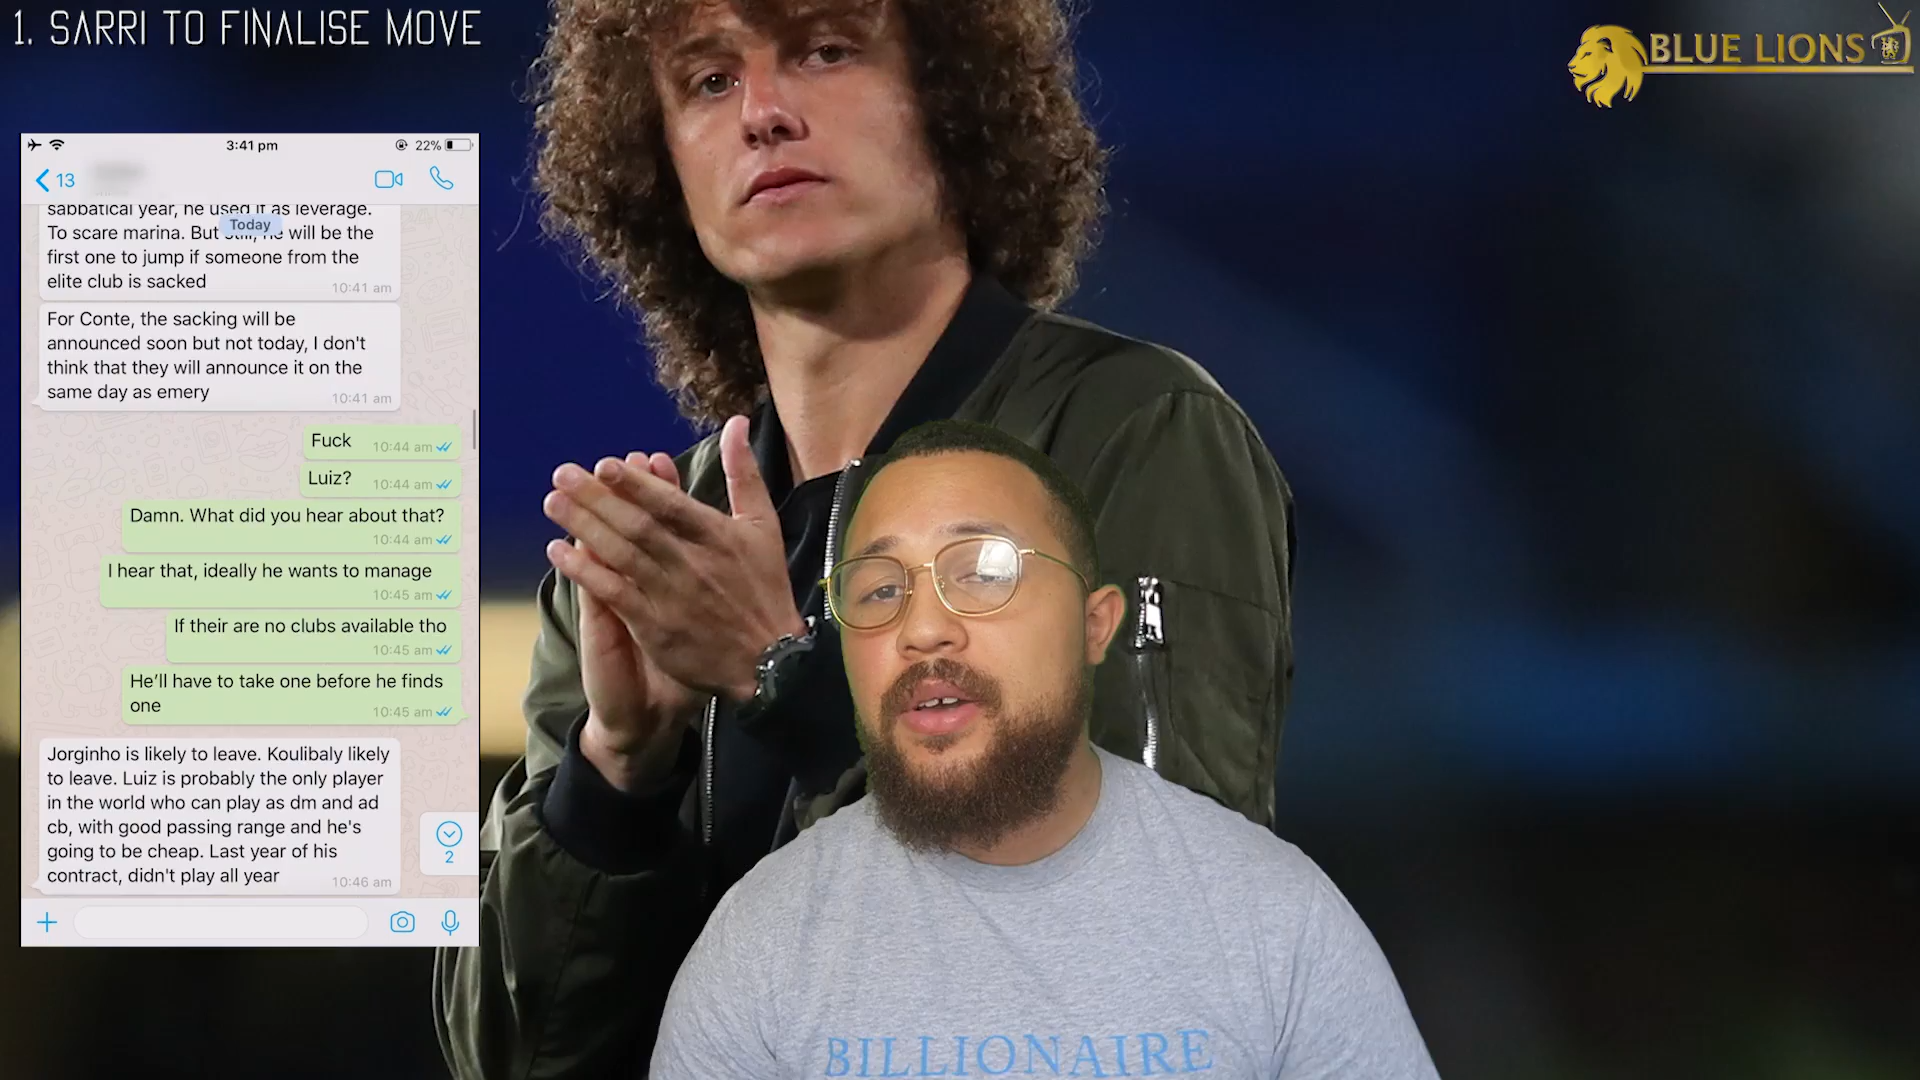 1. SARRI TO FINALISE MOVE
BLUE LIONS
3:41 pm
22%
13
sabbatical year, he used it as leverage.
Today
To scare marina. But still, he will be the
first one to jump if someone from the
elite club is sacked
10:41 am
For Conte, the sacking will be
announced soon but not today, I don't
think that they will announce it on the
same day as emery
10:41 am
Fuck
10:44 am
Luiz?
10:44 am
Damn. What did you hear about that?
10:44 am
I hear that, ideally he wants to manage
10:45 am
If their are no clubs available tho
10:45 am
He'll have to take one before he finds
one
10:45 am
Jorginho is likely to leave. Koulibaly likely
to leave. Luiz is probably the only player
in the world who can play as dm and ad
cb, with good passing range and he's
going to be cheap. Last year of his
contract, didn't play all year
10:46 am
2
BILLIONAIRE